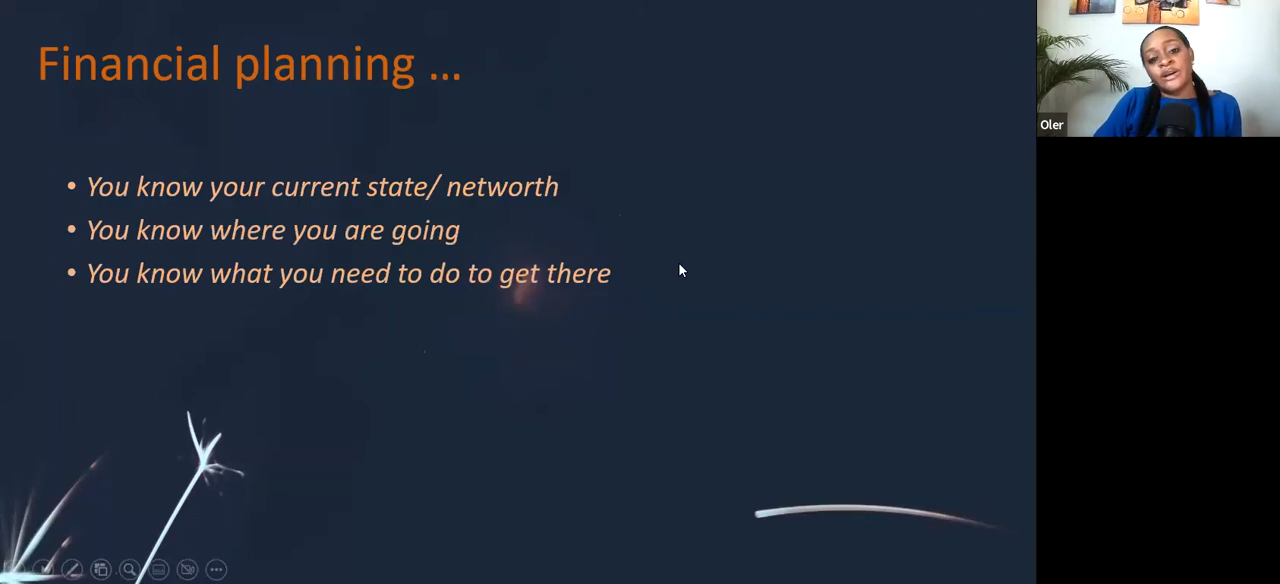 Financial planning ...
• You know your current state/ networth
• You know where you are going
• You know what you need to do to get there
Oler